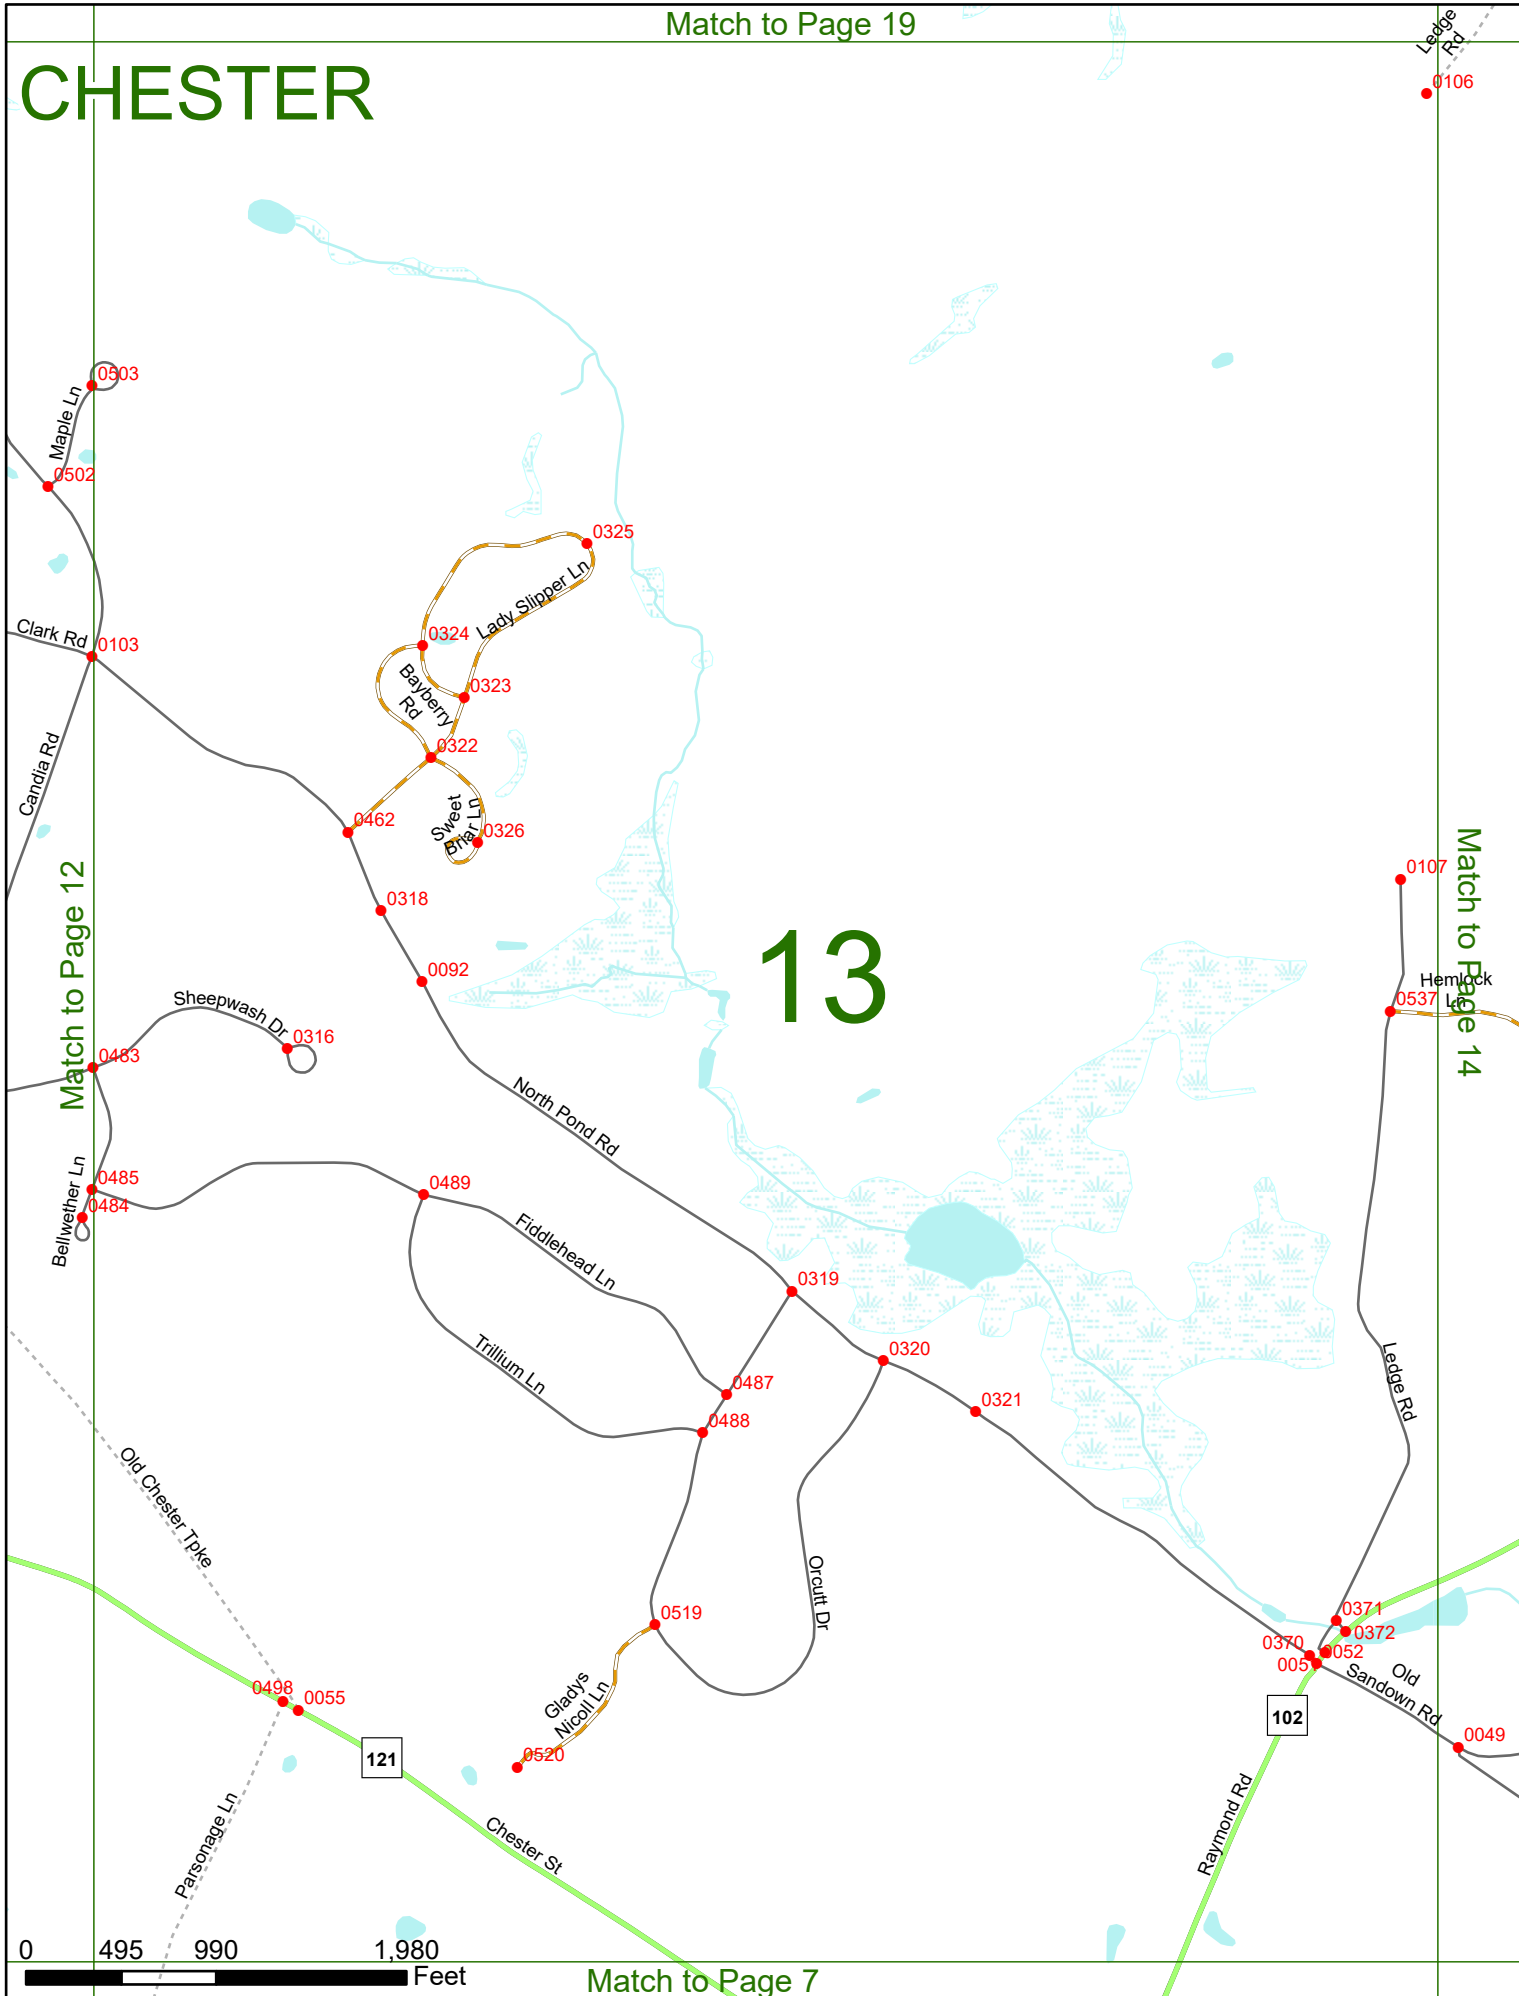 Match to Page 19
Ledge
Rd
CHESTER
0106
0503
Maple Ln
0502
0325
Lady Slipper Ln
Clark Rd
0103
0324
Bayberry
Rd
0323
0322
Candia Rd
0462
Sweet
Briar Ln
0326
Match to Page 12
0318
0107
Match to Page 14
13
0092
Hemlock
Ln
0537
Sheepwash Dr
0316
0483
North Pond Rd
0485
0484
Bellwether Ln
0489
Fiddlehead Ln
0319
Trillium Ln
0320
0487
0321
0488
Ledge Rd
Old Chester Tpke
Orcutt Dr
0519
0371
0372
0370
0052
005
Old
Sandown Rd
0498
0055
Gladys
Nicoll Ln
102
0049
121
0520
Raymond Rd
Parsonage Ln
Chester St
0 495 990 1,980
Feet
Match to Page 7